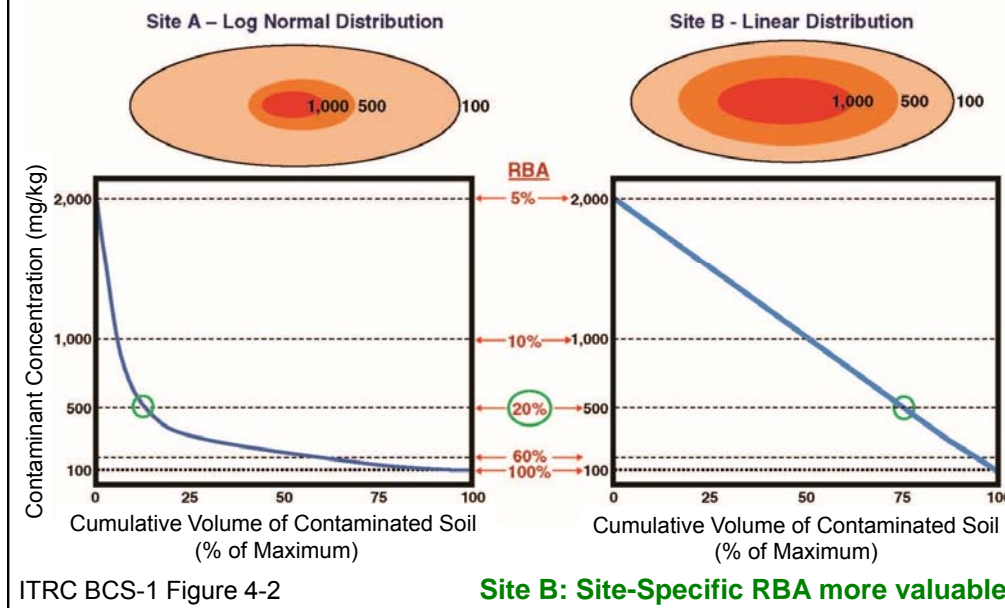 Site A – Log Normal Distribution
1,000 500 100
Contaminant Concentration (mg/kg)
2,000
1,000
500
100
0 25 50 75 100
Cumulative Volume of Contaminated Soil
(% of Maximum)
RBA
5%
10%
20%
60%
100%
Site B - Linear Distribution
1,000 500 100
2,000
1,000
500
100
0 25 50 75 100
Cumulative Volume of Contaminated Soil
(% of Maximum)
ITRC BCS-1 Figure 4-2
Site B: Site-Specific RBA more valuable